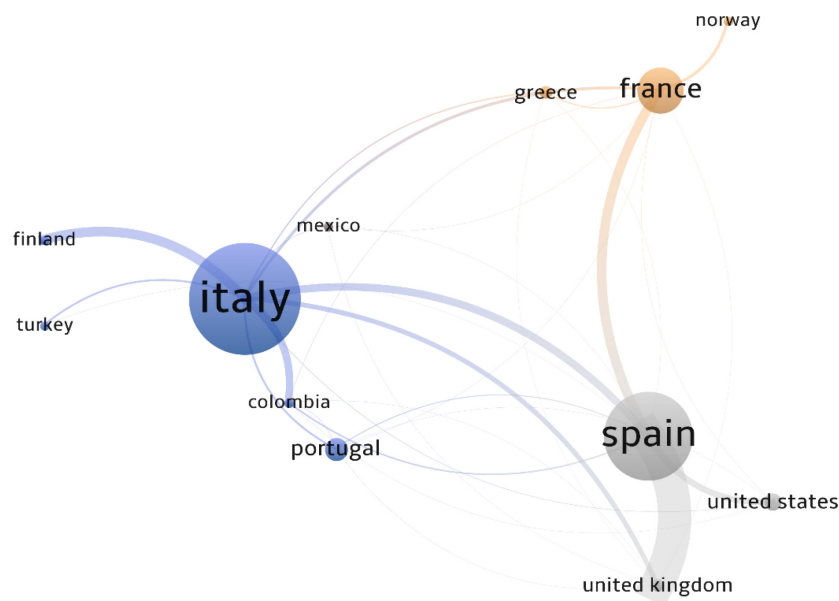 norway
france
greece
mexico
finland
italy
turkey
colombia
portugal
spain
united states
united kingdom